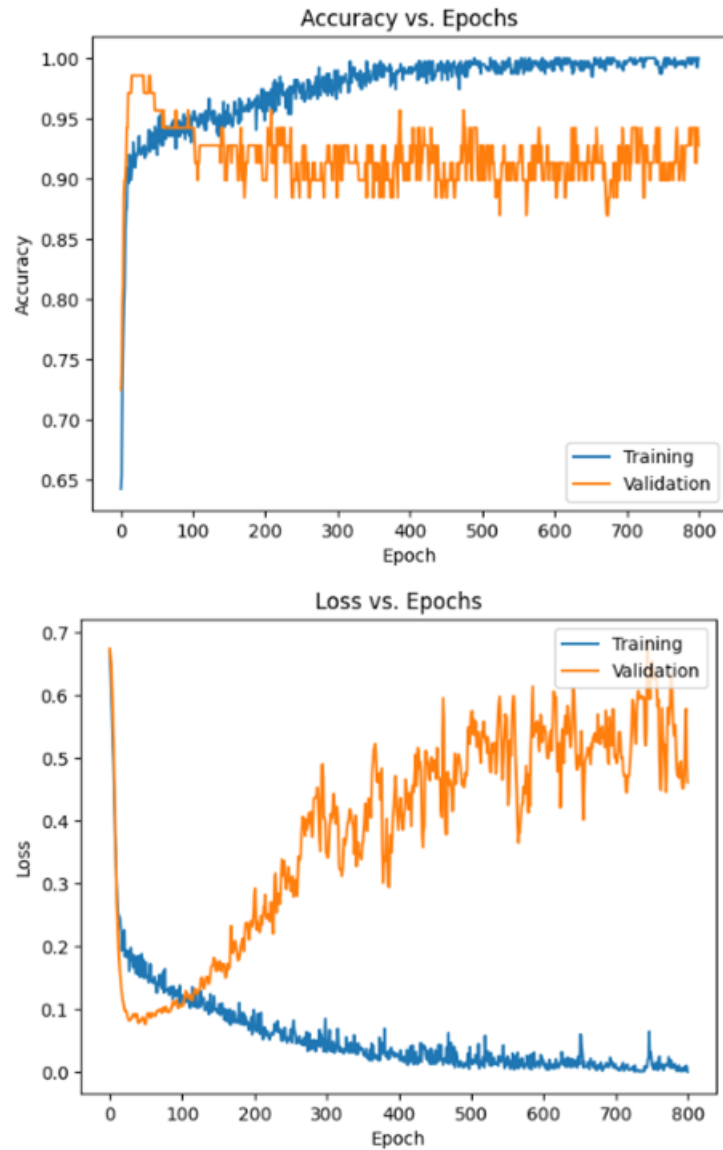 Accuracy vs. Epochs
1.00
0.95
0.90
0.85
0.80
0.75
0.70
0.65
Accuracy
Training
Validation
0 100 200 300 400 500 600 700 800
Epoch
Loss vs. Epochs
0.7
0.6
0.5
0.4
0.3
0.2
0.1
0.0
Loss
Training
Validation
0 100 200 300 400 500 600 700 800
Epoch